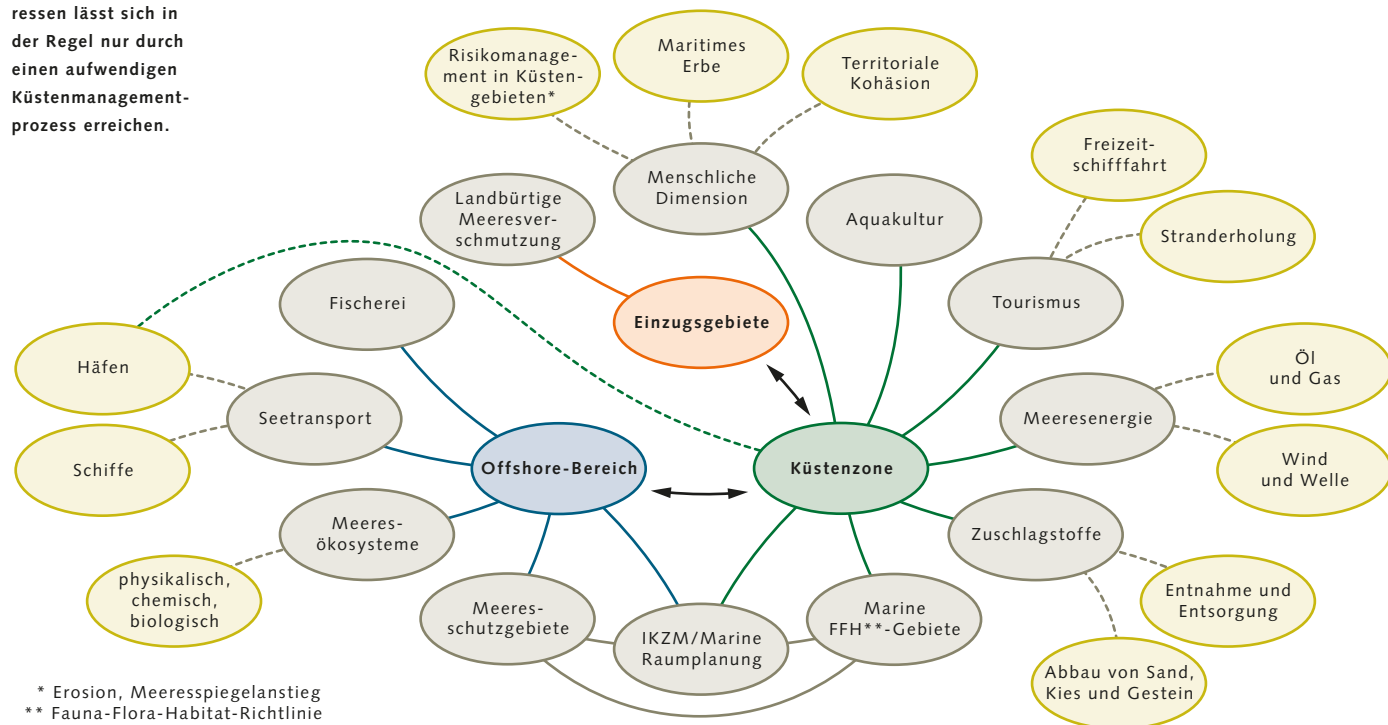 ressen lässt sich in
der Regel nur durch
einen aufwendigen
Küstenmanagement-
prozess erreichen.
Risikomanage-
ment in Küsten-
gebieten*
Maritimes
Erbe
Territoriale
Kohäsion
Menschliche
Dimension
Landbürtige
Meeresver-
schmutzung
Aquakultur
Freizeit-
schifffahrt
Stranderholung
Tourismus
Fischerei
Einzugsgebiete
Häfen
Seetransport
Schiffe
Öl
und Gas
Meeresenergie
Wind
und Welle
Offshore-Bereich
Küstenzone
Meeres-
ökosysteme
physikalisch,
chemisch,
biologisch
Zuschlagstoffe
Entnahme und
Entsorgung
Abbau von Sand,
Kies und Gestein
Meeres-
schutzgebiete
IKZM/Marine
Raumplanung
Marine
FFH**-Gebiete
* Erosion, Meeresspiegelanstieg
** Fauna-Flora-Habitat-Richtlinie